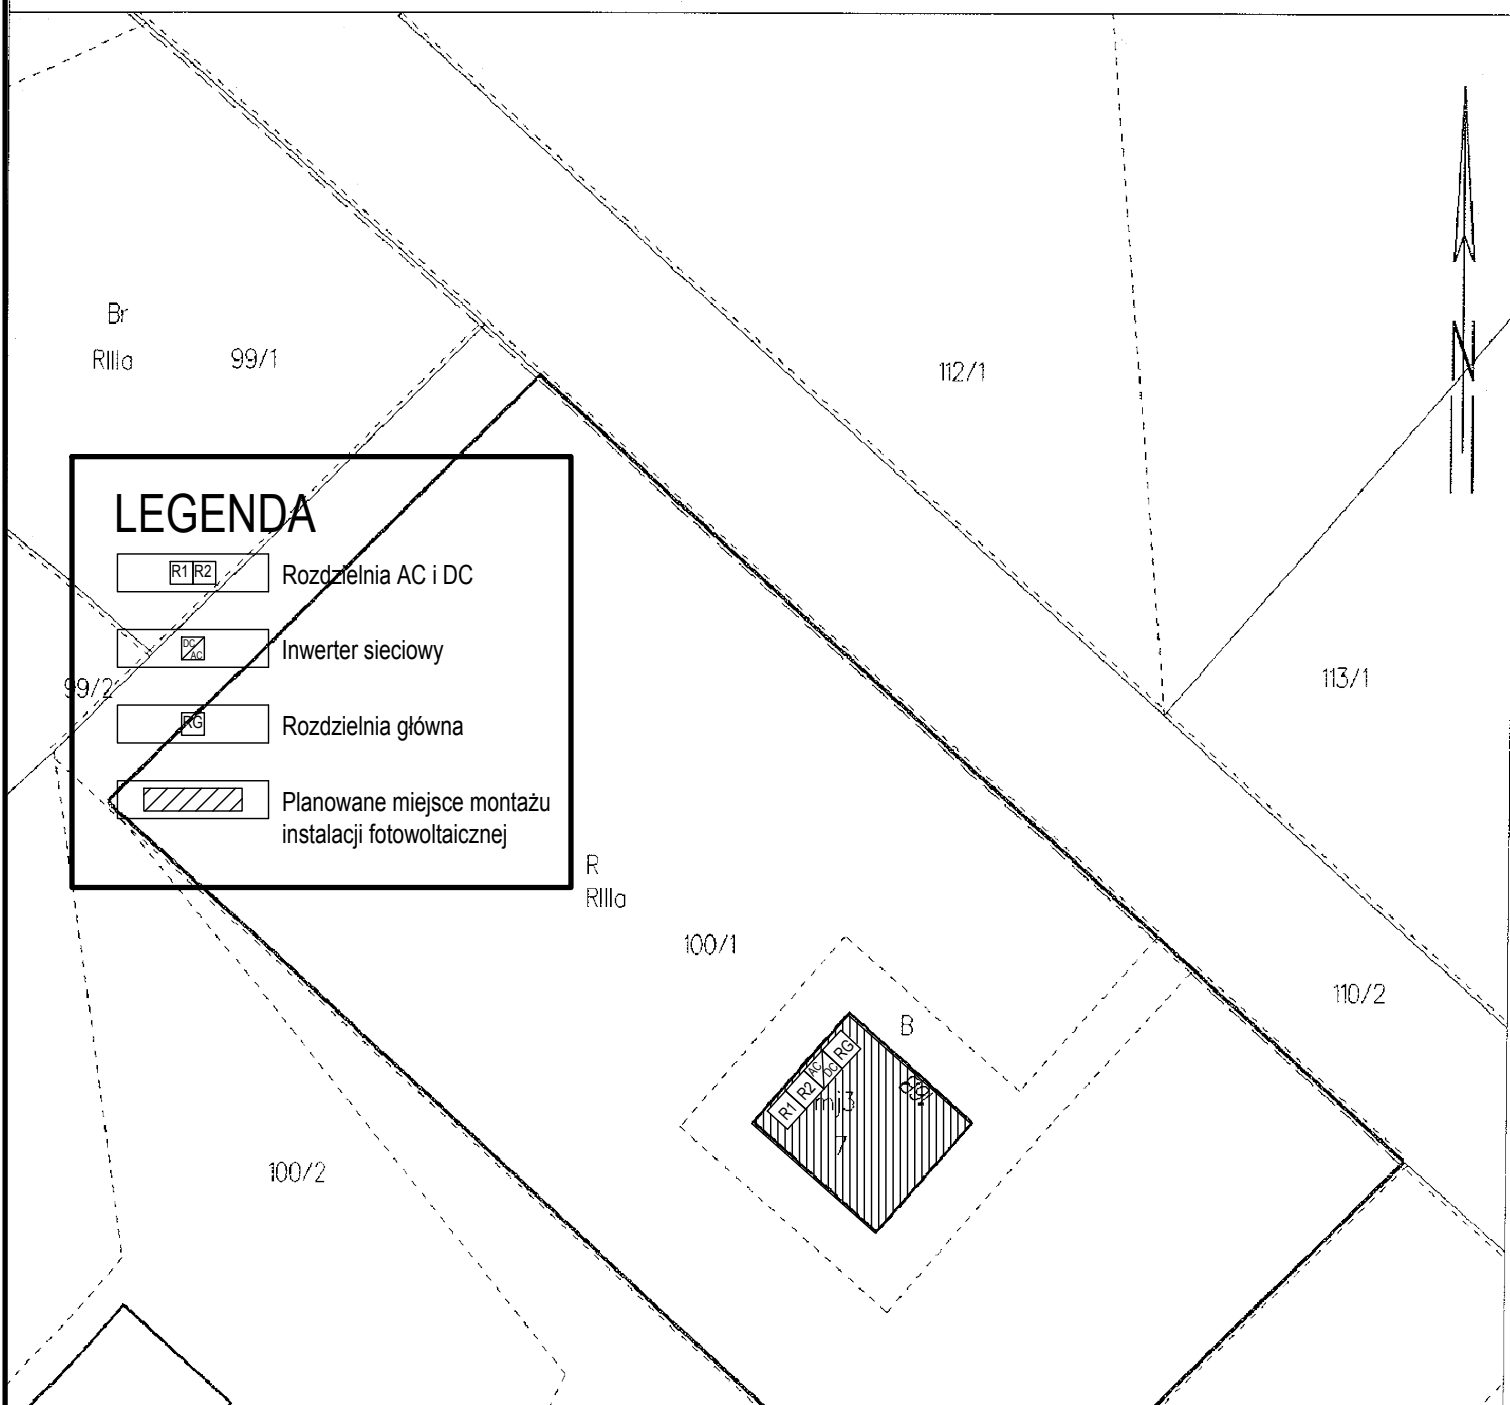 Br
RIIIa
99/1
112/1
N
LEGENDA
R1 R2
Rozdzielnia AC i DC
DC
AC
Inwerter sieciowy
99/2
RG
Rozdzielnia główna
Planowane miejsce montażu
instalacji fotowoltaicznej
113/1
R
RIIIa
100/1
110/2
B
R1 R2 AC DC RG
mj3
7
100/2